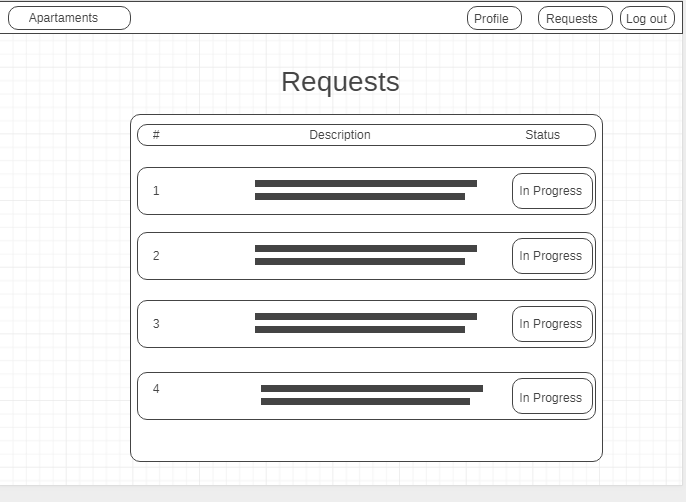 Apartaments Profile Requests Log out
Requests
# Description Status
1 In Progress
2 In Progress
3 In Progress
4 In Progress